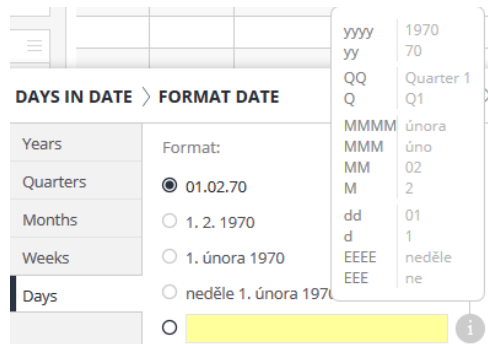 yyyy 1970
yy 70
QQ Quarter 1
Q Q1
MMMM února
MMM úno
MM 02
M 2
dd 01
d 1
EEEE neděle
EEE ne
DAYS IN DATE > FORMAT DATE
Years
Quarters
Months
Weeks
Days
Format:
01.02.70
1. 2. 1970
1. února 1970
neděle 1. února 1970
i